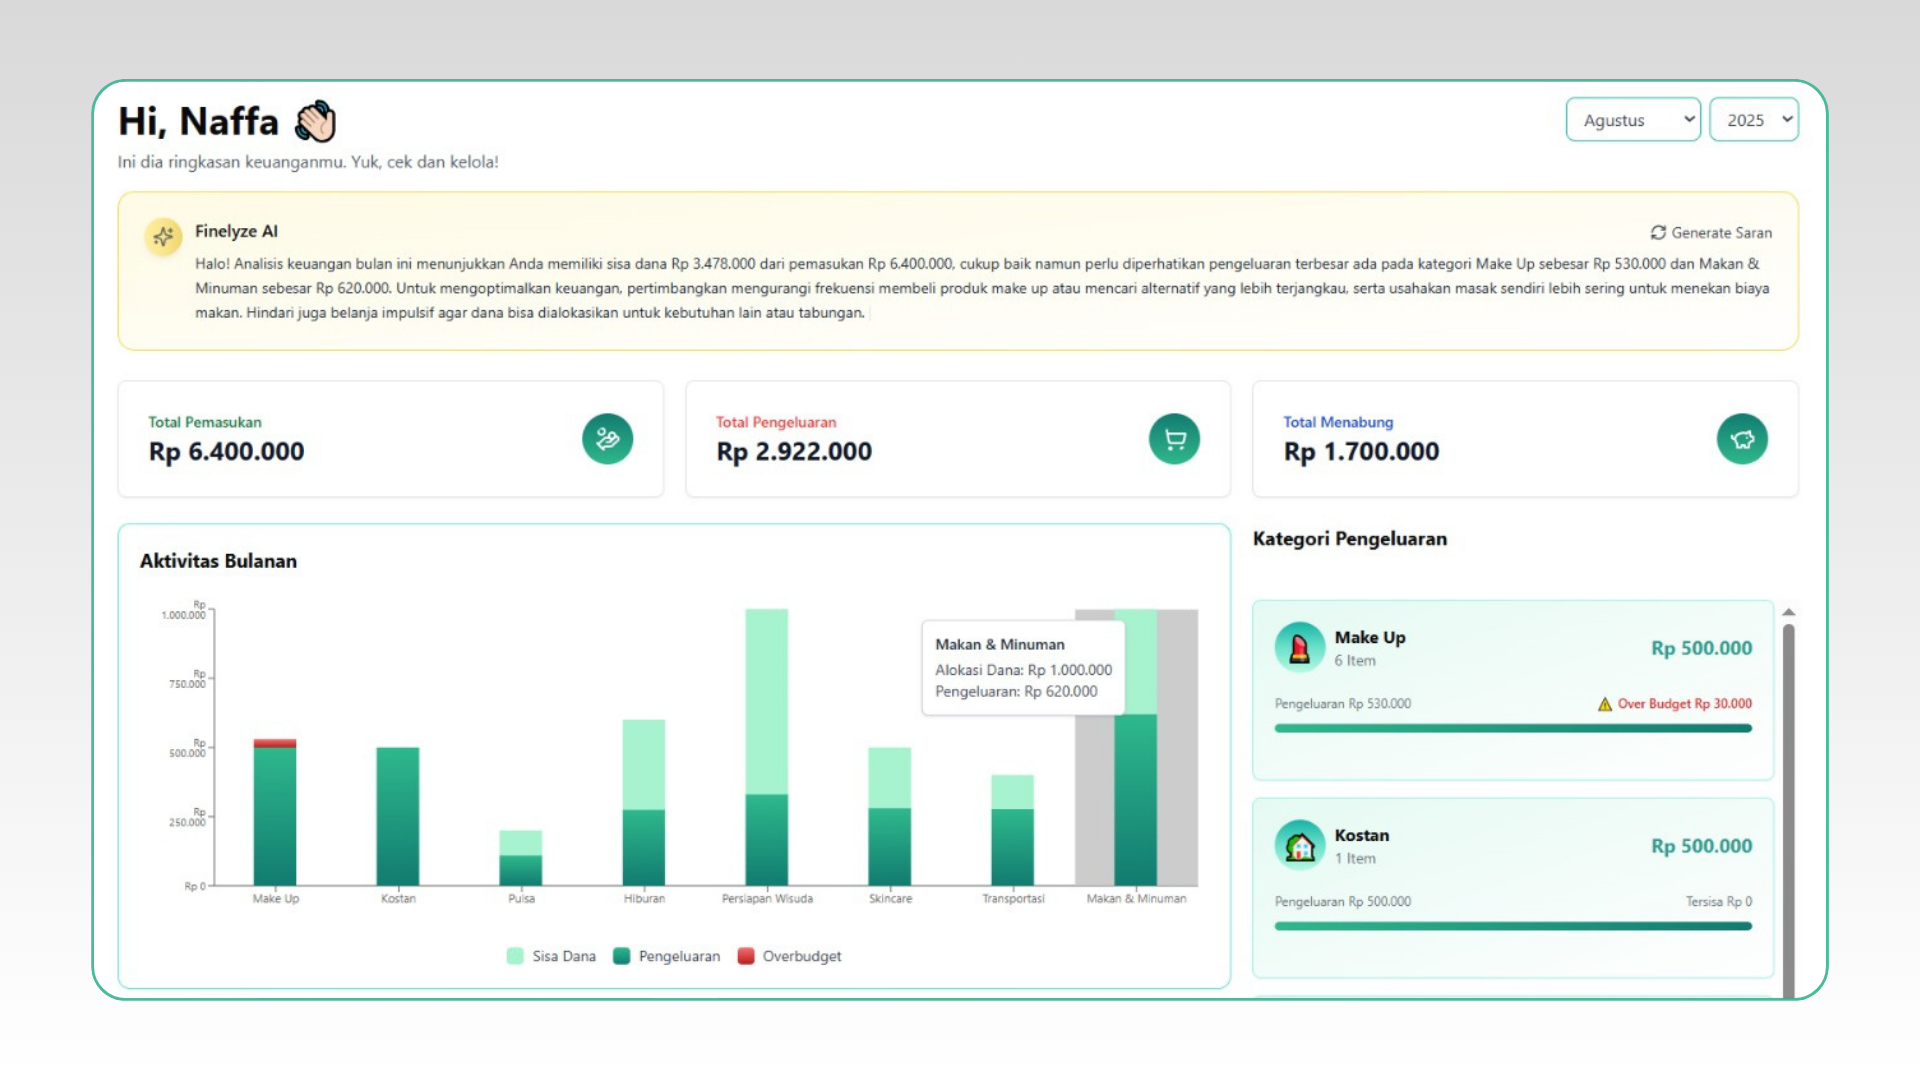 Hi, Naffa
Ini dia ringkasan keuanganmu. Yuk, cek dan kelola!
Agustus
2025
Finelyze AI
Generate Saran
Halo! Analisis keuangan bulan ini menunjukkan Anda memiliki sisa dana Rp 3.478.000 dari pemasukan Rp 6.400.000, cukup baik namun perlu diperhatikan pengeluaran terbesar ada pada kategori Make Up sebesar Rp 530.000 dan Makan &
Minuman sebesar Rp 620.000. Untuk mengoptimalkan keuangan, pertimbangkan mengurangi frekuensi membeli produk make up atau mencari alternatif yang lebih terjangkau, serta usahakan masak sendiri lebih sering untuk menekan biaya
makan. Hindari juga belanja impulsif agar dana bisa dialokasikan untuk kebutuhan lain atau tabungan.
Total Pemasukan
Rp 6.400.000
Total Pengeluaran
Rp 2.922.000
Total Menabung
Rp 1.700.000
Aktivitas Bulanan
Rp
1.000.000
Rp
750.000
Rp
500.000
Rp
250.000
Rp 0
Makan & Minuman
Alokasi Dana: Rp 1.000.000
Pengeluaran: Rp 620.000
Make Up
Kostan
Pulsa
Hiburan
Persiapan Wisuda
Skincare
Transportasi
Makan & Minuman
Sisa Dana
Pengeluaran
Overbudget
Kategori Pengeluaran
Make Up
6 Item
Rp 500.000
Pengeluaran Rp 530.000
Over Budget Rp 30.000
Kostan
1 Item
Rp 500.000
Pengeluaran Rp 500.000
Tersisa Rp 0